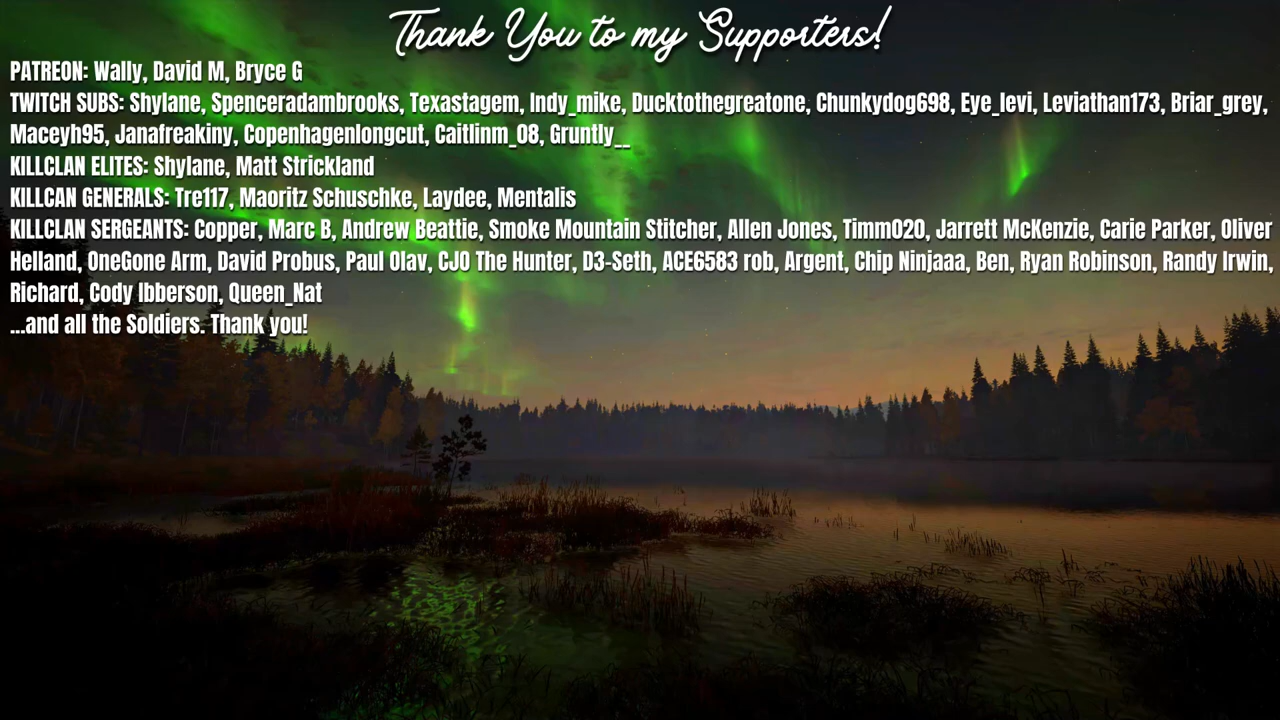 Thank You to my Supporters!
PATREON: Wally, David M, Bryce G
TWITCH SUBS: Shylane, Spenceradambrooks, Texastagem, Indy_mike, Ducktothegreatone, Chunkydog698, Eye_levi, Leviathan173, Briar_grey,
Maceyh95, Janafreakiny, Copenhagenlongcut, Caitlinm_08, Gruntly__
KILLCLAN ELITES: Shylane, Matt Strickland
KILLCAN GENERALS: Tre117, Maoritz Schuschke, Laydee, Mentalis
KILLCLAN SERGEANTS: Copper, Marc B, Andrew Beattie, Smoke Mountain Stitcher, Allen Jones, Timm020, Jarrett McKenzie, Carie Parker, Oliver
Helland, OneGone Arm, David Probus, Paul Olav, CJO The Hunter, D3-Seth, ACE6583 rob, Argent, Chip Ninjaaa, Ben, Ryan Robinson, Randy Irwin,
Richard, Cody Ibberson, Queen_Nat
...and all the Soldiers. Thank you!